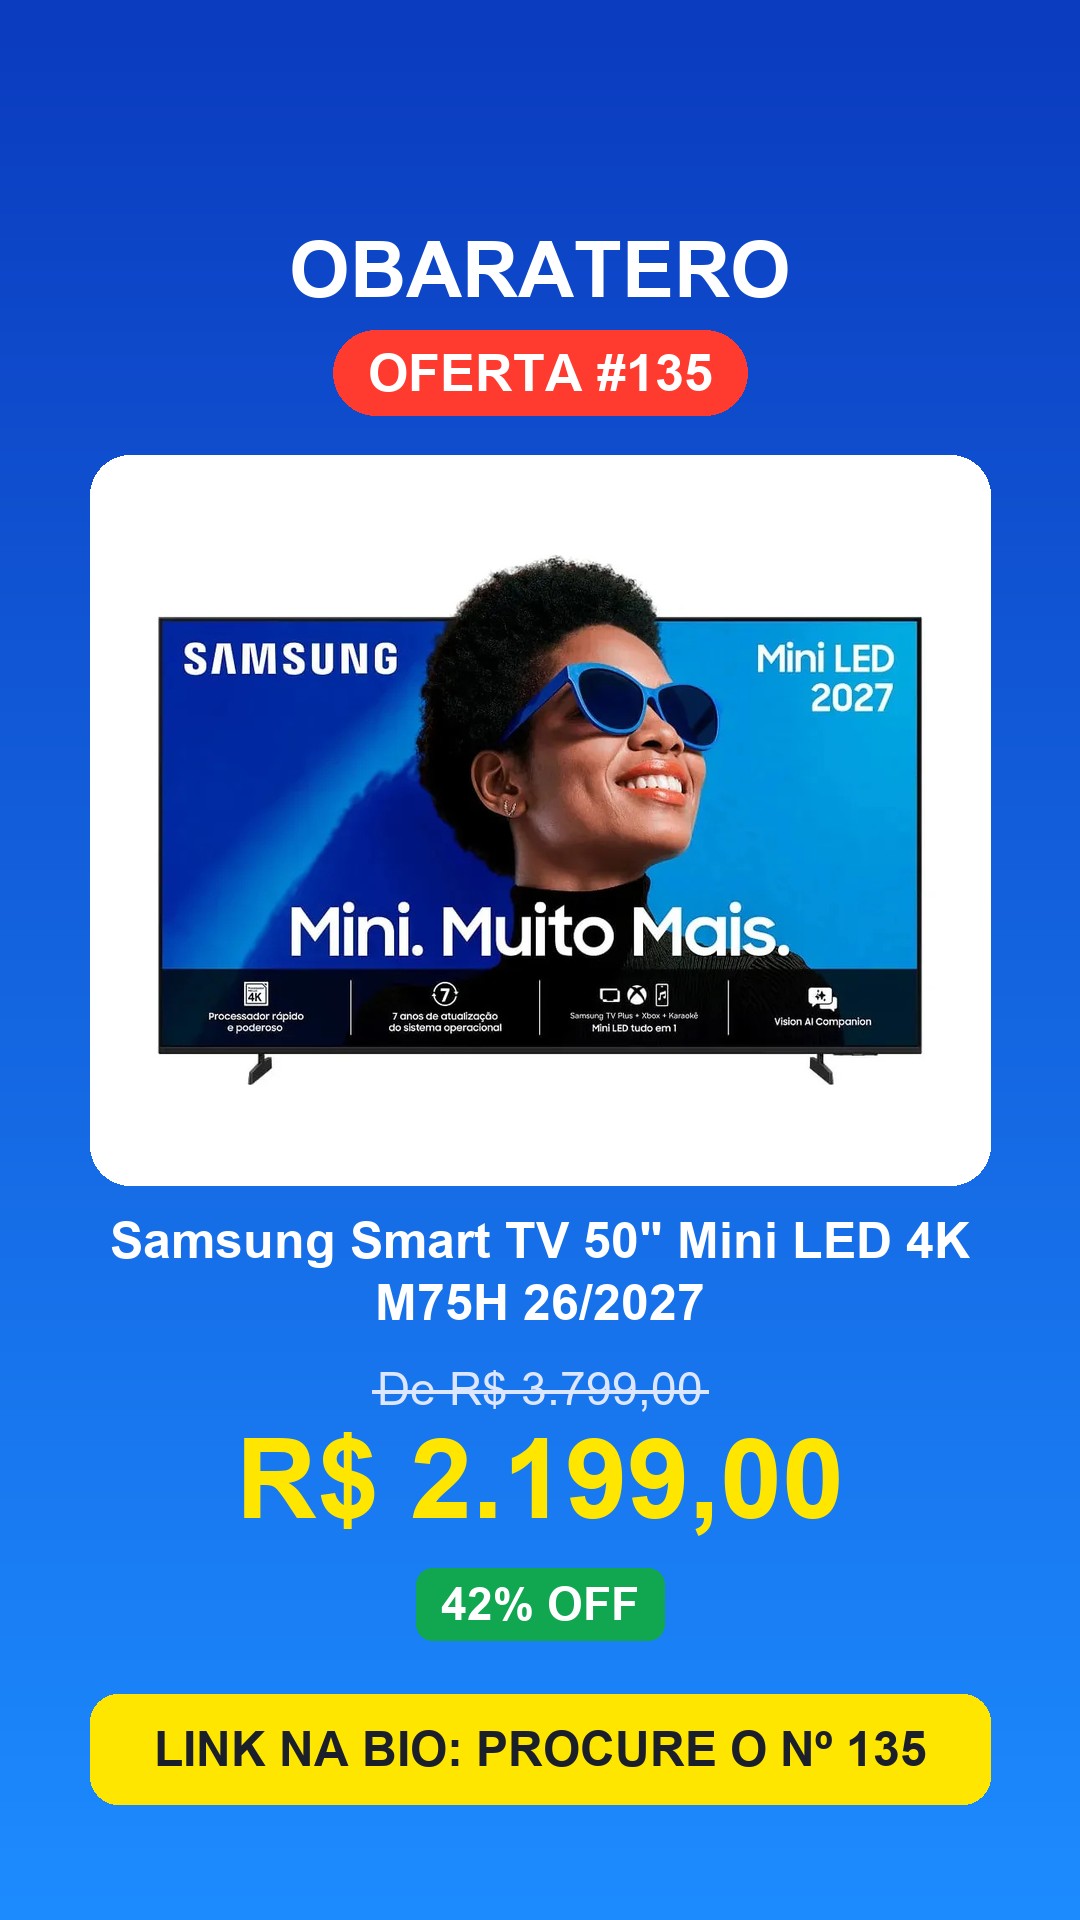 OBARATERO
OFERTA #135
SAMSUNG
Mini LED
2027
Mini. Muito Mais.
4K
Processador rápido
e poderoso
7
7 anos de atualização
do sistema operacional
Samsung TV Plus + Xbox + Karaokê
Mini LED tudo em 1
Vision AI Companion
Samsung Smart TV 50" Mini LED 4K
M75H 26/2027
De R$ 3.799,00
R$ 2.199,00
42% OFF
LINK NA BIO: PROCURE O Nº 135